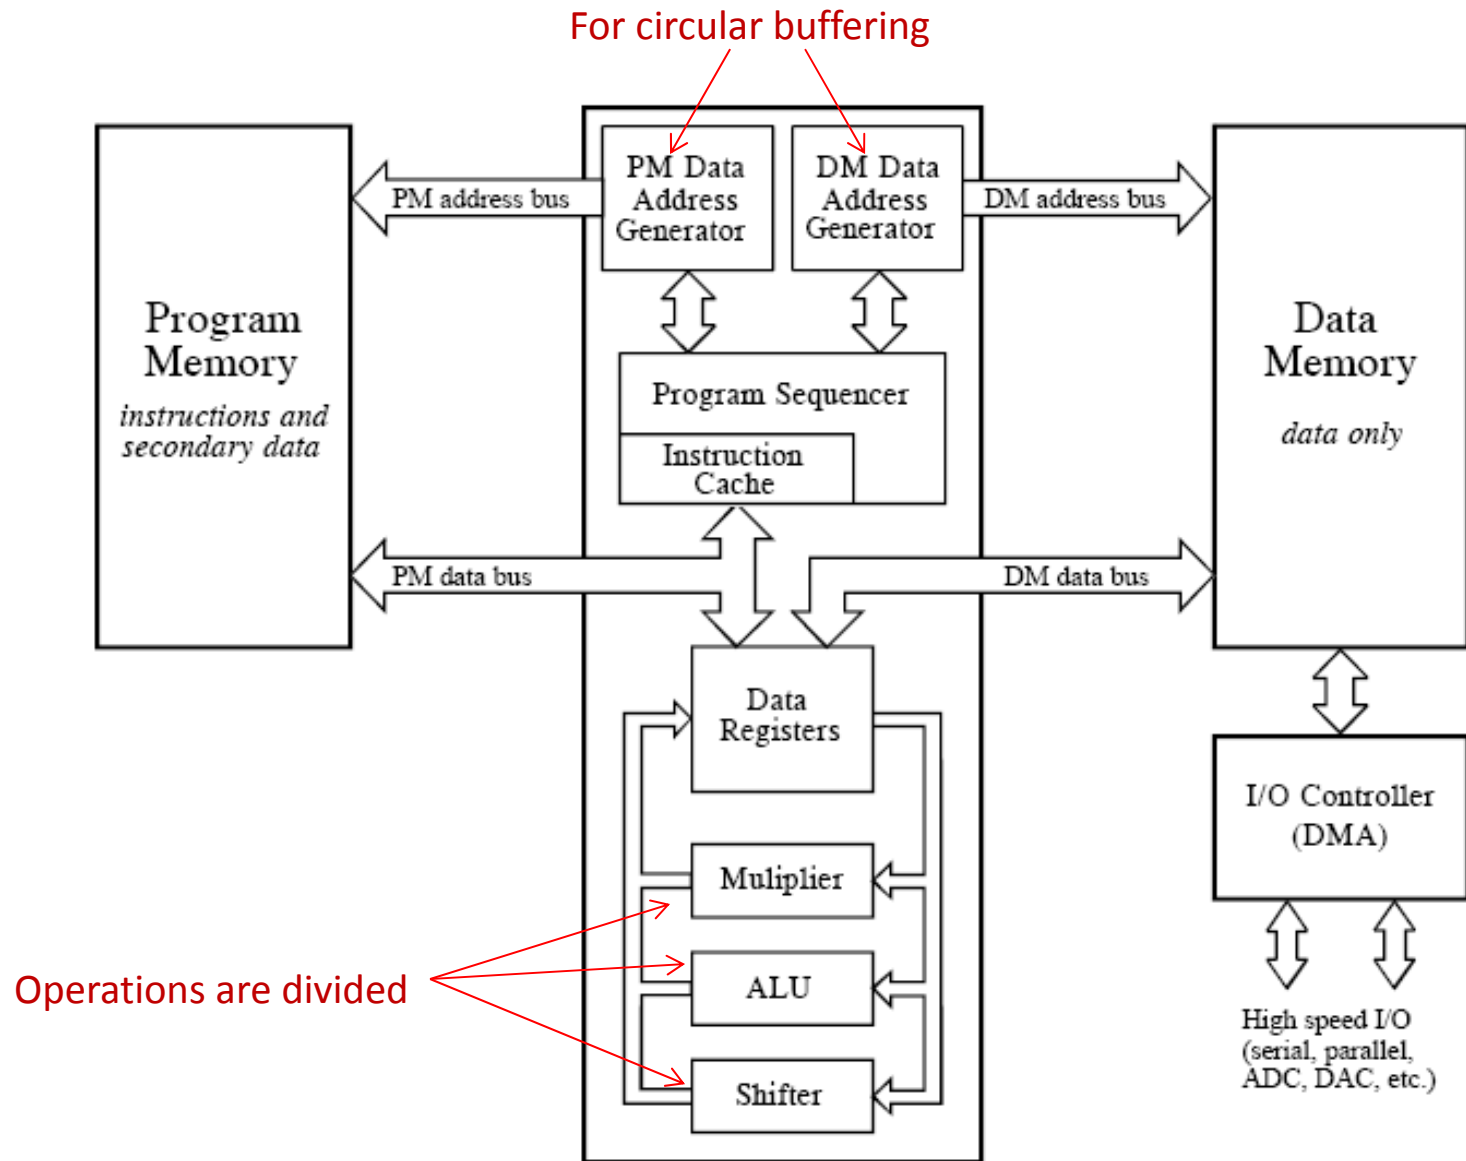 For circular buffering
PM Data
Address
Generator
DM Data
Address
Generator
PM address bus
DM address bus
Program
Memory
instructions and
secondary data
Data
Memory
data only
Program Sequencer
Instruction
Cache
PM data bus
DM data bus
Data
Registers
I/O Controller
(DMA)
Muliplier
Operations are divided
ALU
Shifter
High speed I/O
(serial, parallel,
ADC, DAC, etc.)